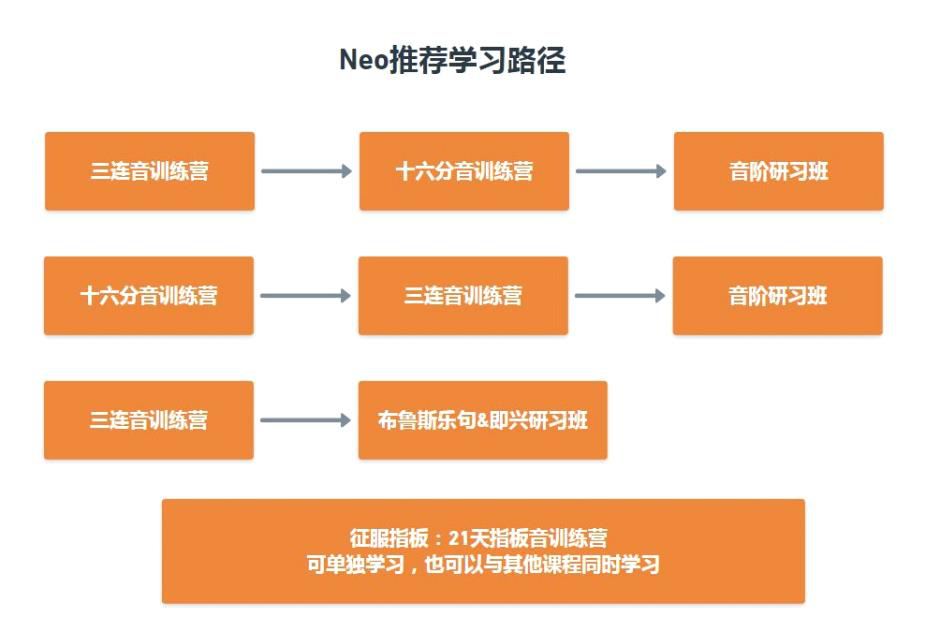 Neo推荐学习路径
三连音训练营
十六分音训练营
音阶研习班
十六分音训练营
三连音训练营
音阶研习班
三连音训练营
布鲁斯乐句&即兴研习班
征服指板：21天指板音训练营
可单独学习，也可以与其他课程同时学习